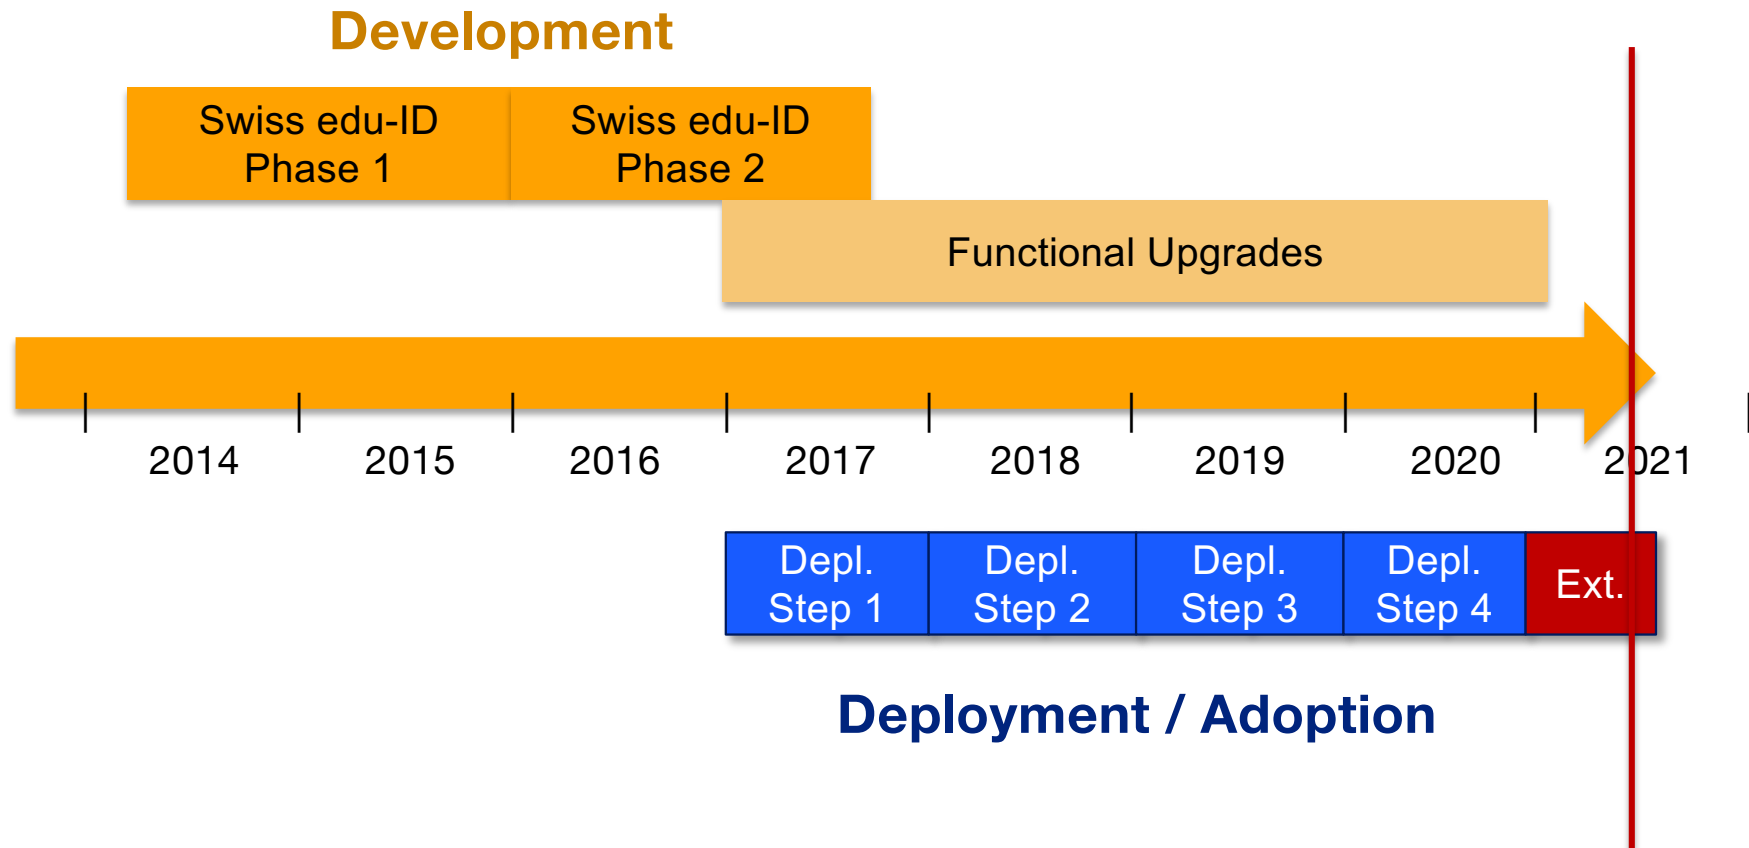 Development
Swiss edu-ID
Phase 1
Swiss edu-ID
Phase 2
Functional Upgrades
2014 2015 2016 2017 2018 2019 2020 2021
Depl.
Step 1
Depl.
Step 2
Depl.
Step 3
Depl.
Step 4
Ext.
Deployment / Adoption